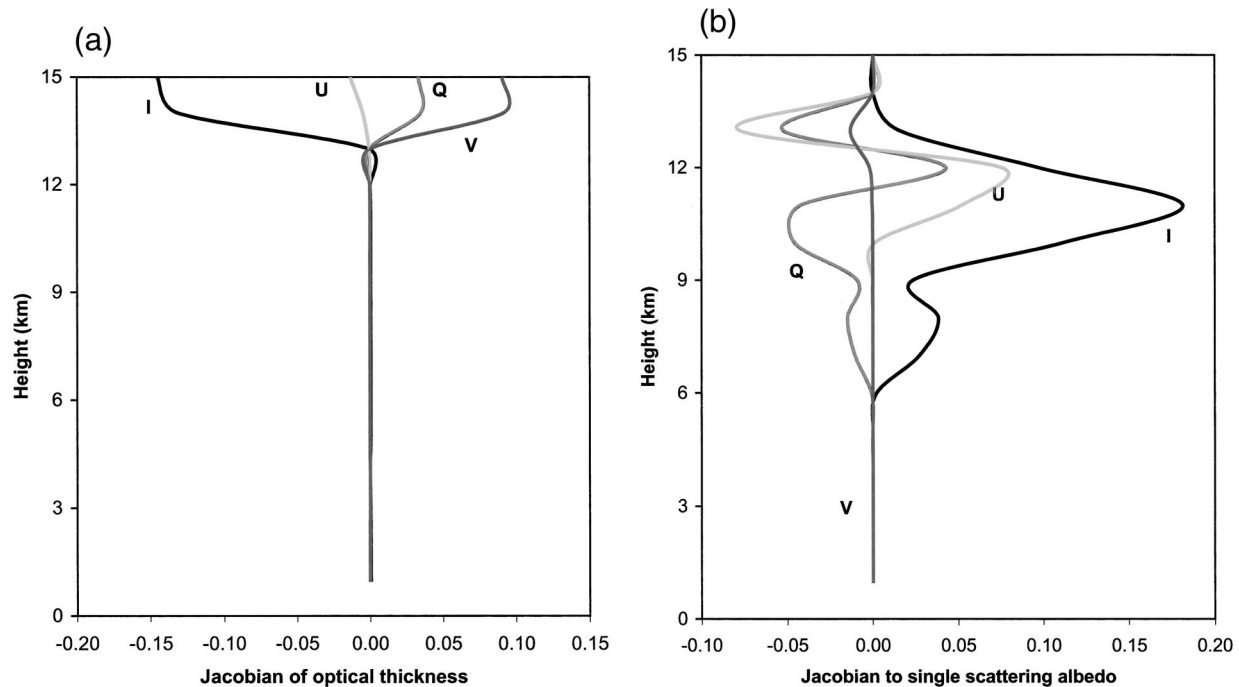 (a)
15
12
9
6
3
0
Height (km)
I
U
Q
V
-0.20 -0.15 -0.10 -0.05 0.00 0.05 0.10 0.15
Jacobian of optical thickness
(b)
15
12
9
6
3
0
Height (km)
U
I
Q
V
-0.10 -0.05 0.00 0.05 0.10 0.15 0.20
Jacobian to single scattering albedo